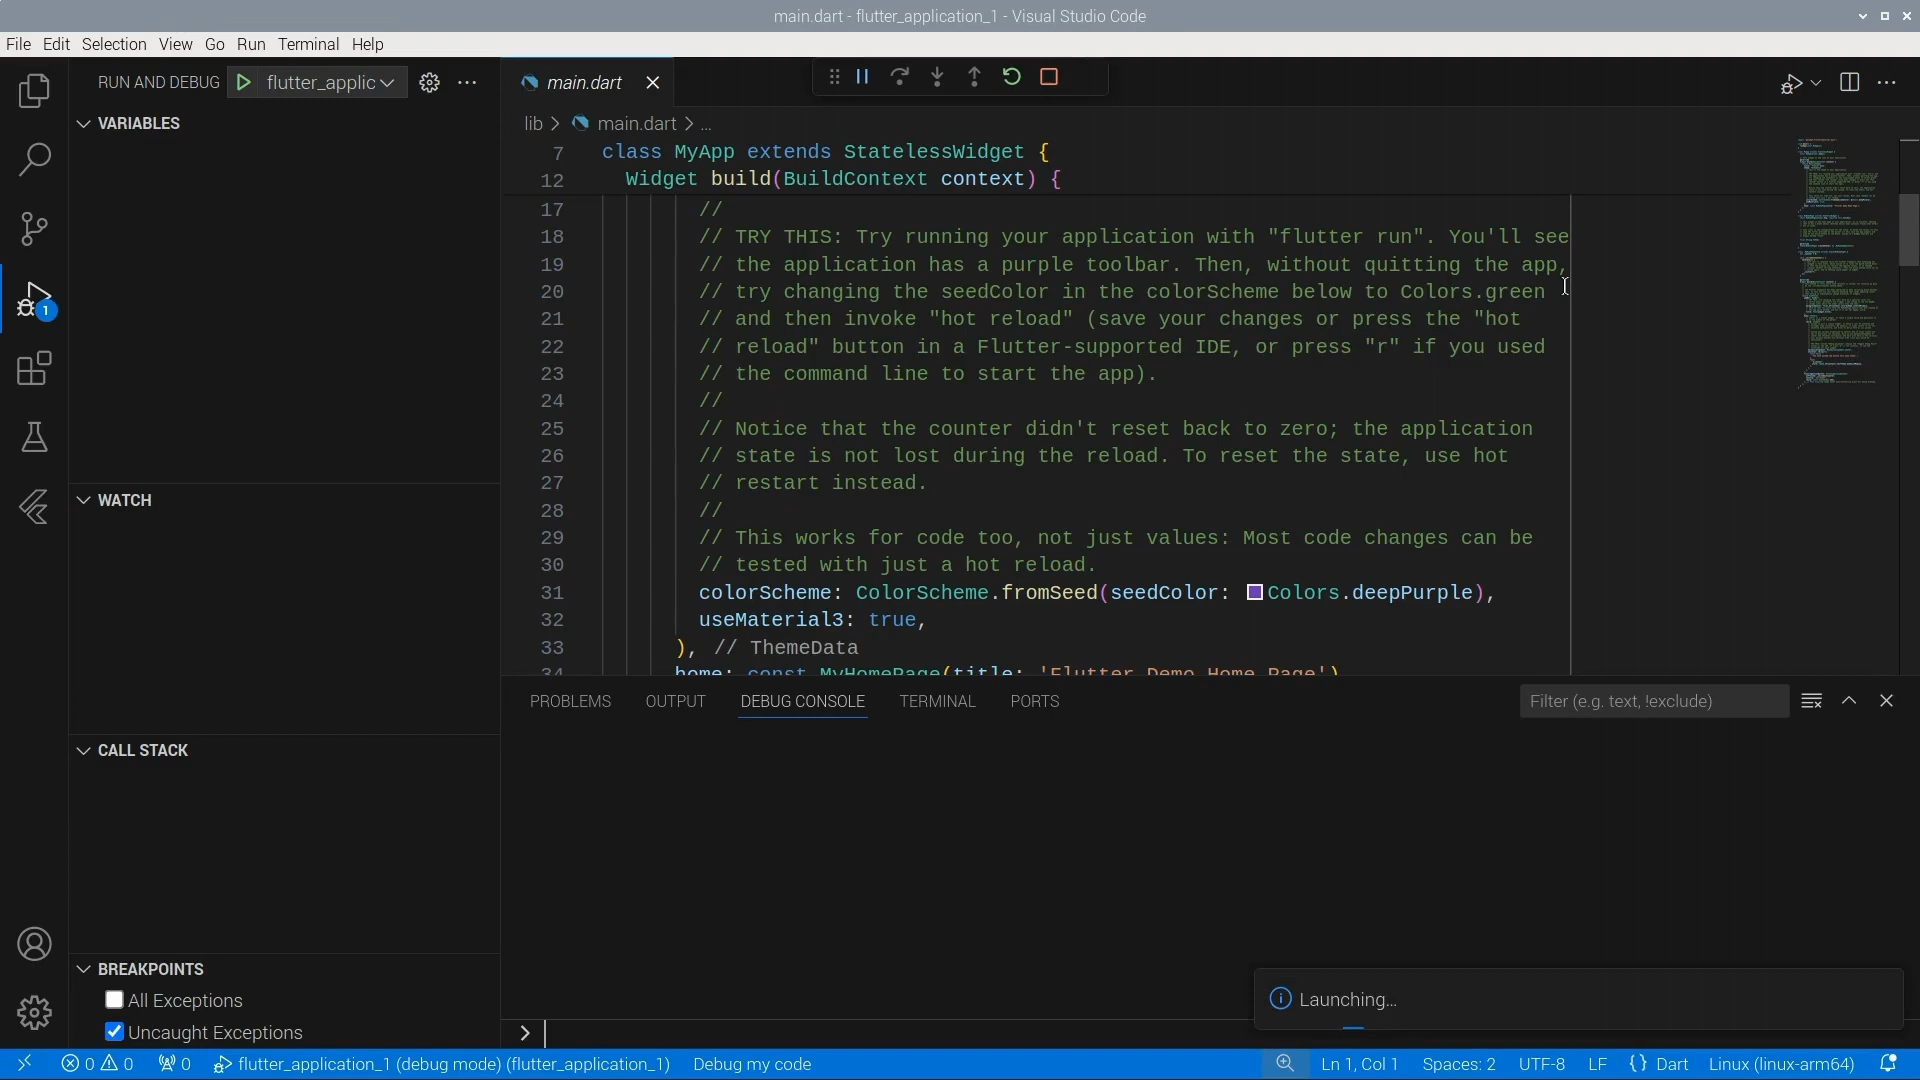 main.dart - flutter_application_1 - Visual Studio Code
File Edit Selection View Go Run Terminal Help
RUN AND DEBUG flutter_applic
main.dart
VARIABLES
lib > main.dart > ...
7 class MyApp extends StatelessWidget {
12 Widget build(BuildContext context) {
17 //
18 // TRY THIS: Try running your application with "flutter run". You'll see
19 // the application has a purple toolbar. Then, without quitting the app,
20 // try changing the seedColor in the colorScheme below to Colors.green
21 // and then invoke "hot reload" (save your changes or press the "hot
22 // reload" button in a Flutter-supported IDE, or press "r" if you used
23 // the command line to start the app).
24 //
25 // Notice that the counter didn't reset back to zero; the application
26 // state is not lost during the reload. To reset the state, use hot
27 // restart instead.
28 //
29 // This works for code too, not just values: Most code changes can be
30 // tested with just a hot reload.
31 colorScheme: ColorScheme.fromSeed(seedColor: Colors.deepPurple),
32 useMaterial3: true,
33 ), // ThemeData
34 home: const MyHomePage(title: 'Flutter Demo Home Page')
1
WATCH
CALL STACK
BREAKPOINTS
All Exceptions
Uncaught Exceptions
PROBLEMS OUTPUT DEBUG CONSOLE TERMINAL PORTS
Filter (e.g. text, !exclude)
Launching...
0 0 0 flutter_application_1 (debug mode) (flutter_application_1) Debug my code
Ln 1, Col 1 Spaces: 2 UTF-8 LF {} Dart Linux (linux-arm64)